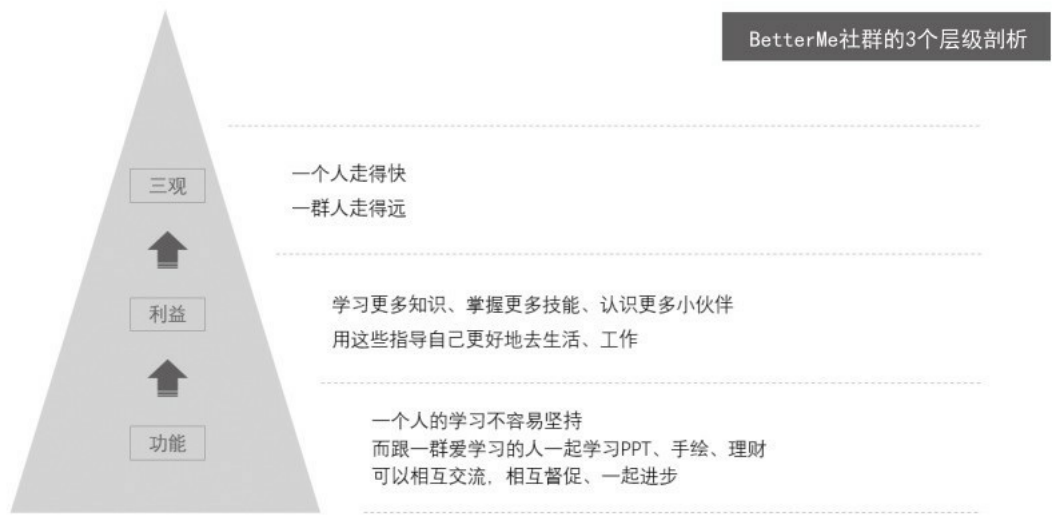 BetterMe社群的3个层级剖析
三观
一个人走得快
一群人走得远
利益
学习更多知识、掌握更多技能、认识更多小伙伴
用这些指导自己更好地去生活、工作
功能
一个人的学习不容易坚持
而跟一群爱学习的人一起学习PPT、手绘、理财
可以相互交流，相互督促、一起进步